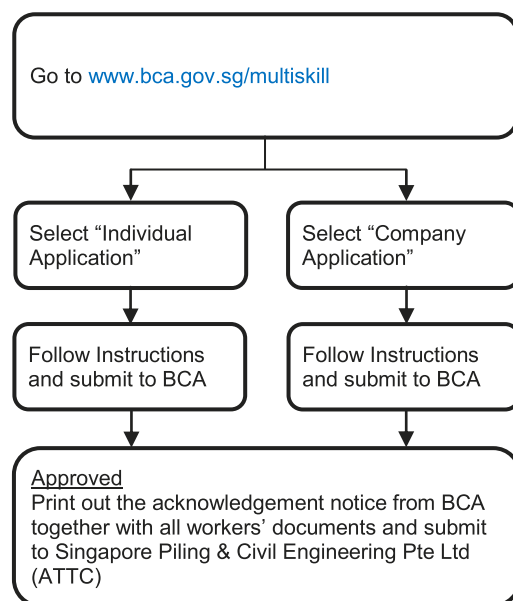 Go to www.bca.gov.sg/multiskill
Select “Individual
Application”
Select “Company
Application”
Follow Instructions
and submit to BCA
Follow Instructions
and submit to BCA
Approved
Print out the acknowledgement notice from BCA
together with all workers’ documents and submit
to Singapore Piling & Civil Engineering Pte Ltd
(ATTC)